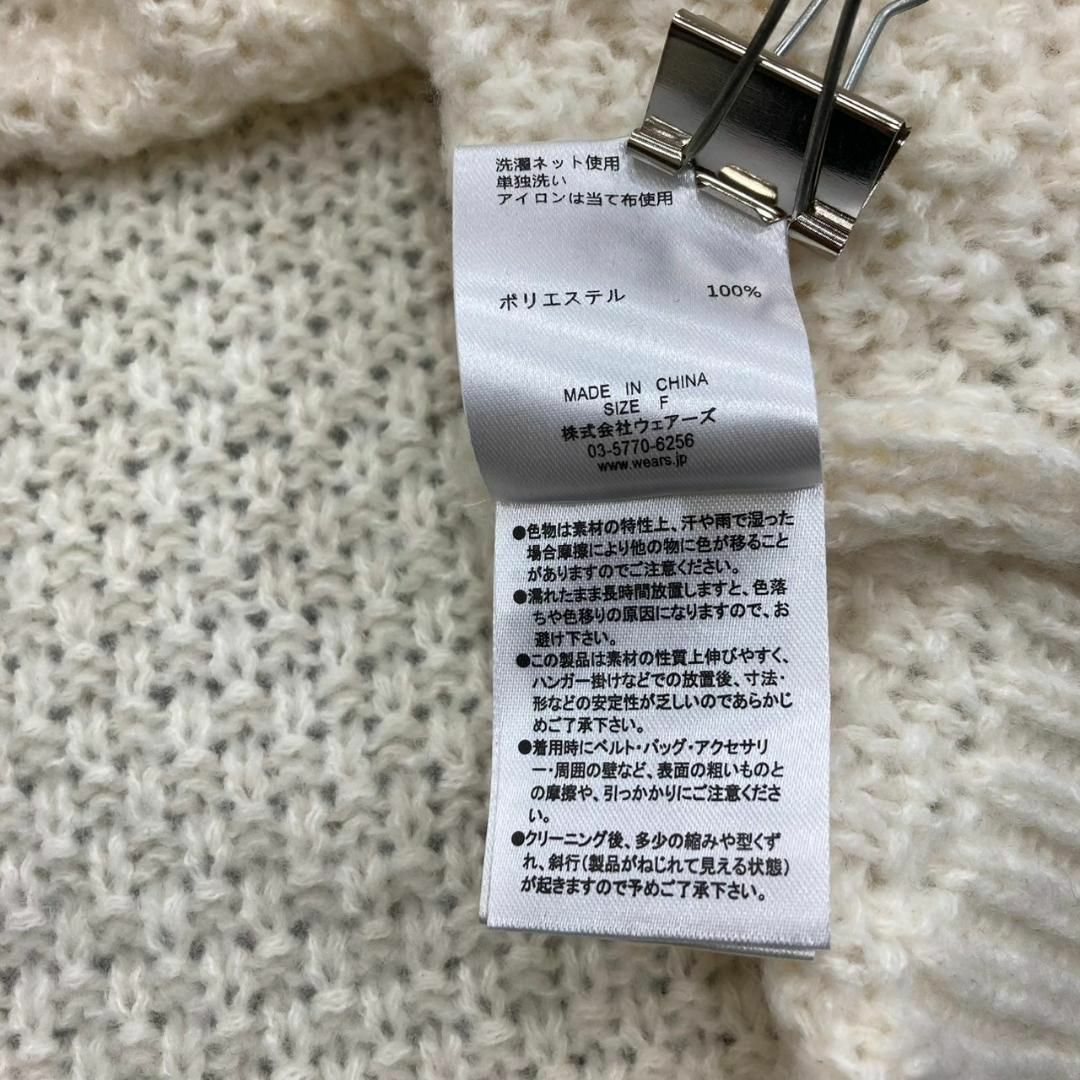 洗濯ネット使用
単独洗い
アイロンは当て布使用
ポリエステル 100%
MADE IN CHINA
SIZE F
株式会社ウェアーズ
03-5770-6256
www.wears.jp
●色物は素材の特性上、汗や雨で湿った
場合摩擦により他の物に色が移ること
がありますのでご注意ください。
●濡れたまま長時間放置しますと、色落
ちや色移りの原因になりますので、お
避け下さい。
●この製品は素材の性質上伸びやすく、
ハンガー掛けなどでの放置後、寸法・
形などの安定性が乏しいのであらかじ
めご了承下さい。
●着用時にベルト・バッグ・アクセサリ
ー・周囲の壁など、表面の粗いものと
の摩擦や、引っかかりにご注意くださ
い。
●クリーニング後、多少の縮みや型くず
れ、斜行(製品がねじれて見える状態)
が起きますので予めご了承下さい。